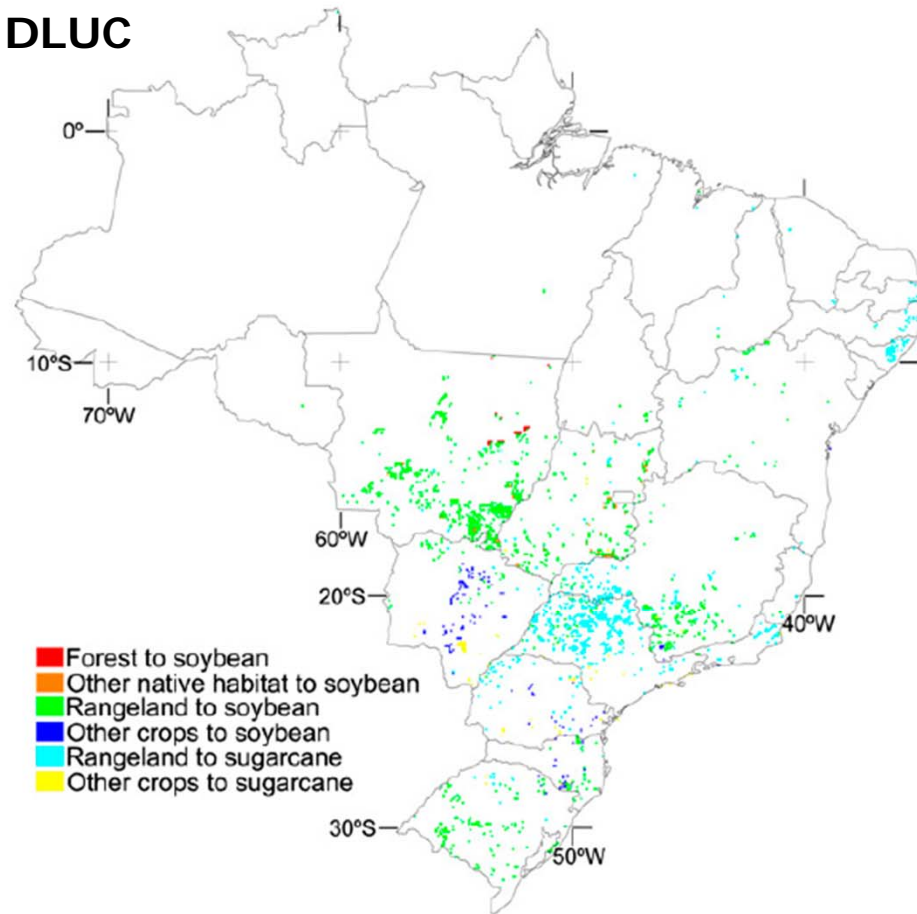 DLUC
0º
10ºS
70ºW
60ºW
20ºS
40ºW
Forest to soybean
Other native habitat to soybean
Rangeland to soybean
Other crops to soybean
Rangeland to sugarcane
Other crops to sugarcane
30ºS
50ºW